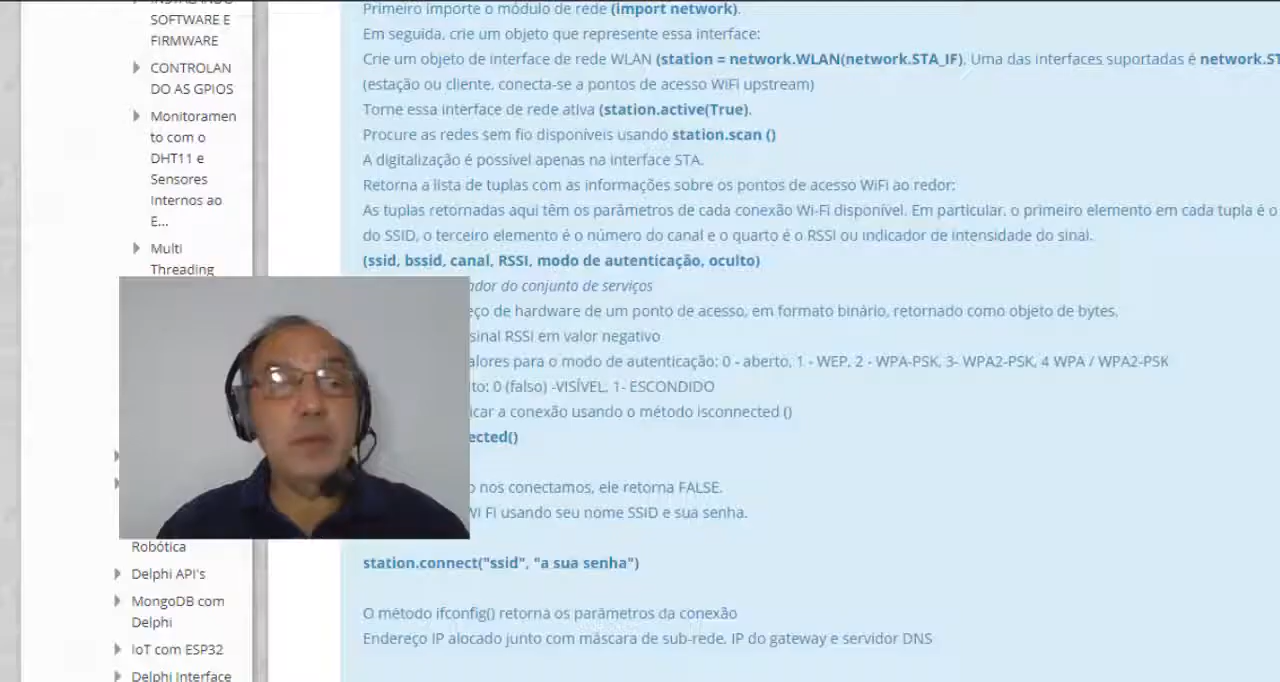 SOFTWARE E
FIRMWARE
CONTROLAN
DO AS GPIOS
Monitoramen
to com o
DHT11 e
Sensores
Internos ao
E...
Multi
Threading
Robótica
Delphi API's
MongoDB com
Delphi
IoT com ESP32
Delphi Interface
Primeiro importe o módulo de rede (import network).
Em seguida, crie um objeto que represente essa interface:
Crie um objeto de interface de rede WLAN (station = network.WLAN(network.STA_IF). Uma das interfaces suportadas é network.ST
(estação ou cliente, conecta-se a pontos de acesso WiFi upstream)
Torne essa interface de rede ativa (station.active(True).
Procure as redes sem fio disponíveis usando station.scan ()
A digitalização é possível apenas na interface STA.
Retorna a lista de tuplas com as informações sobre os pontos de acesso WiFi ao redor:
As tuplas retornadas aqui têm os parâmetros de cada conexão Wi-Fi disponível. Em particular, o primeiro elemento em cada tupla é o
do SSID, o terceiro elemento é o número do canal e o quarto é o RSSI ou indicador de intensidade do sinal.
(ssid, bssid, canal, RSSI, modo de autenticação, oculto)
ador do conjunto de serviços
eço de hardware de um ponto de acesso, em formato binário, retornado como objeto de bytes.
sinal RSSI em valor negativo
alores para o modo de autenticação: 0 - aberto, 1 - WEP, 2 - WPA-PSK, 3- WPA2-PSK, 4 WPA / WPA2-PSK
to: 0 (falso) -VISÍVEL, 1- ESCONDIDO
icar a conexão usando o método isconnected ()
ected()
o nos conectamos, ele retorna FALSE.
WI FI usando seu nome SSID e sua senha.
station.connect("ssid", "a sua senha")
O método ifconfig() retorna os parâmetros da conexão
Endereço IP alocado junto com máscara de sub-rede, IP do gateway e servidor DNS